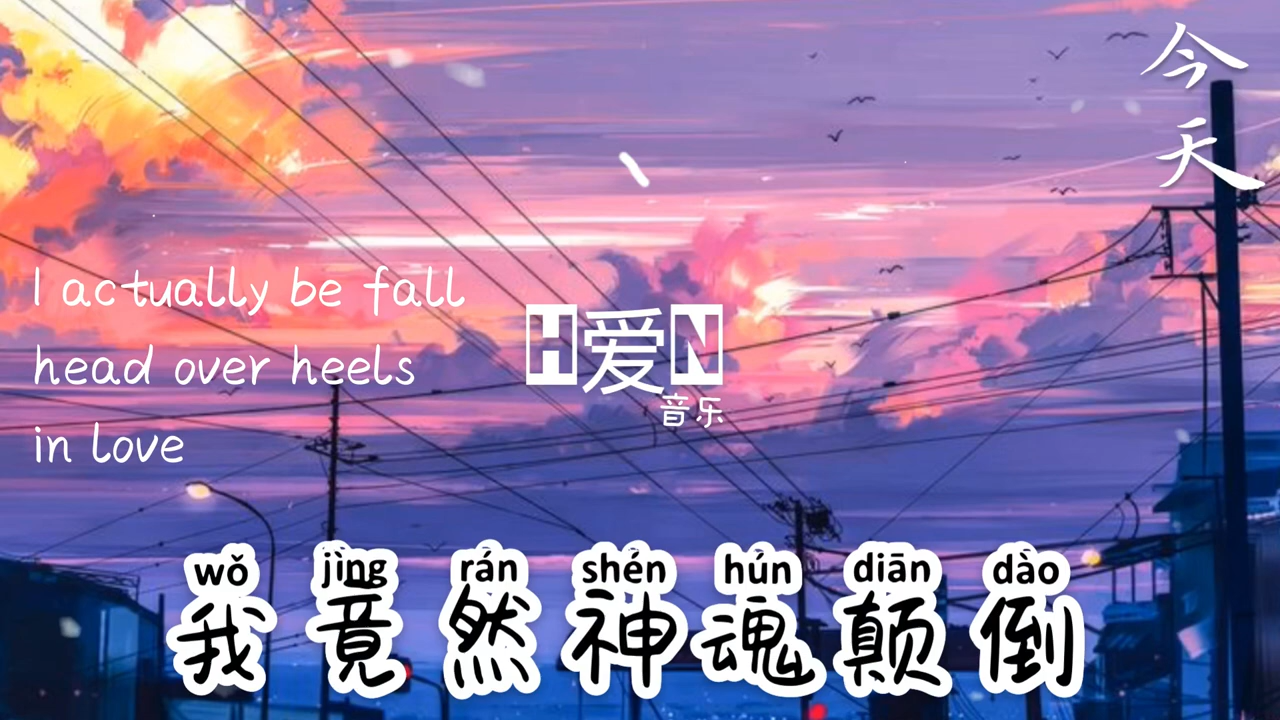 今天
I actually be fall
head over heels
in love
H爱N
音乐
wǒ jìng rán shén hún diān dǎo
我竟然神魂颠倒